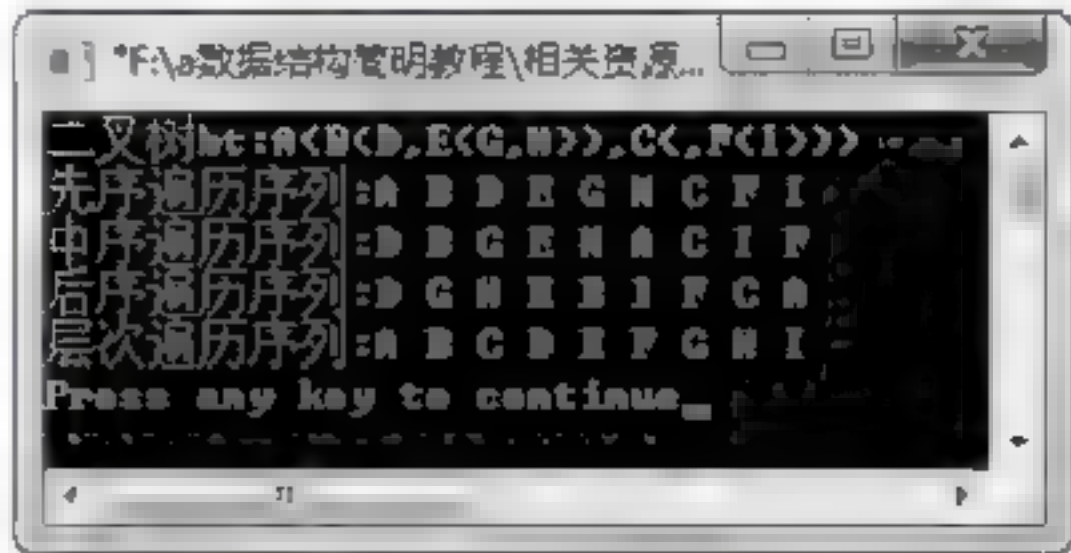 "F:\a数据结构简明教程\相关资源...
二叉树bt:A(B(D,E(G,H)),C(,F(I)))
先序遍历序列:A B D E G H C F I
中序遍历序列:D B G E H A C I F
后序遍历序列:D G H E B I F C A
层次遍历序列:A B C D E F G H I
Press any key to continue_